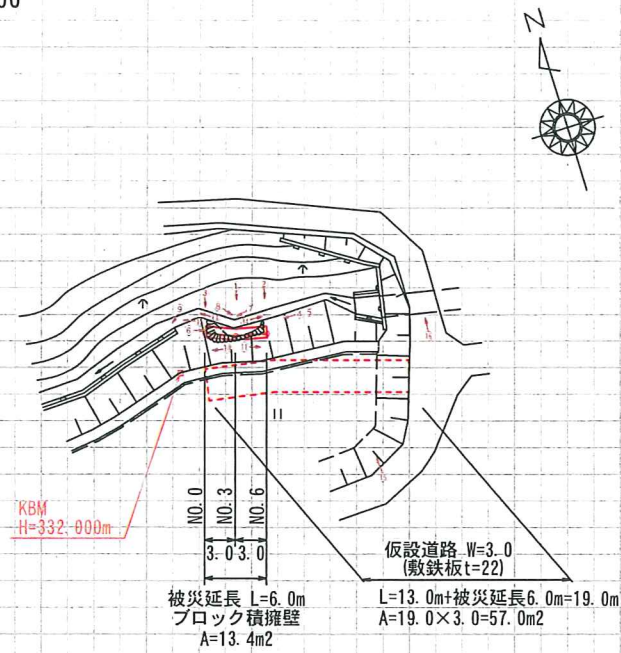 N
KBM
H=332.000m
NO.0
NO.3
NO.6
3.0 3.0
被災延長 L=6.0m
ブロック積擁壁
A=13.4m2
仮設道路 W=3.0
(敷鉄板t=22)
L=13.0m+被災延長6.0m=19.0m
A=19.0×3.0=57.0m2